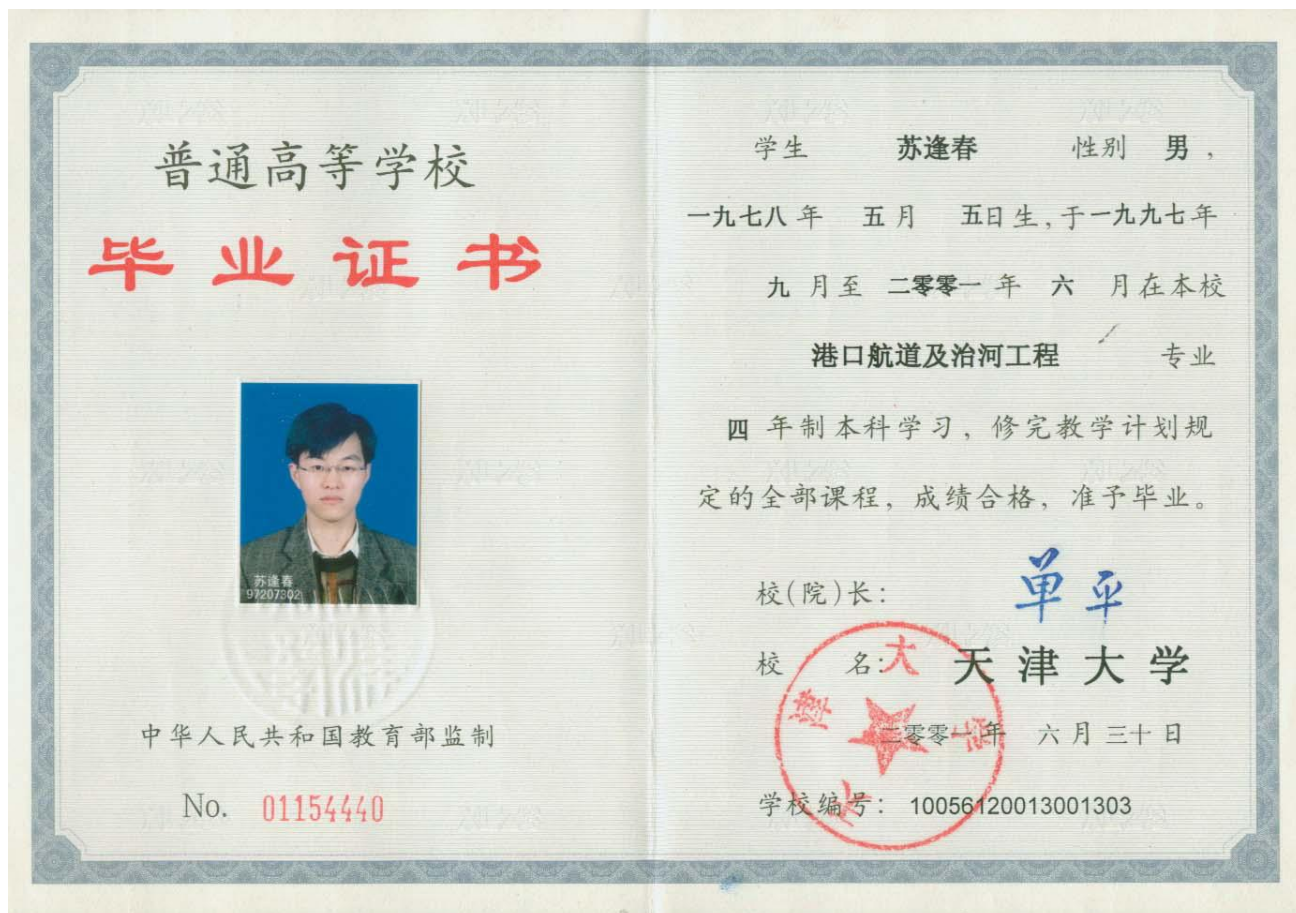 普通高等学校
毕业证书
苏逢春
97207302
中华人民共和国教育部监制
No. 01154440
学生 苏逢春 性别 男，
一九七八年 五月 五日生，于一九九七年
九月至二零零一年 六 月在本校
港口航道及治河工程 专业
四年制本科学习，修完教学计划规
定的全部课程，成绩合格，准予毕业。
校(院)长： 单平
校 名： 天津大学
天津大学
二零零一年 六月三十日
学校编号： 10056120013001303